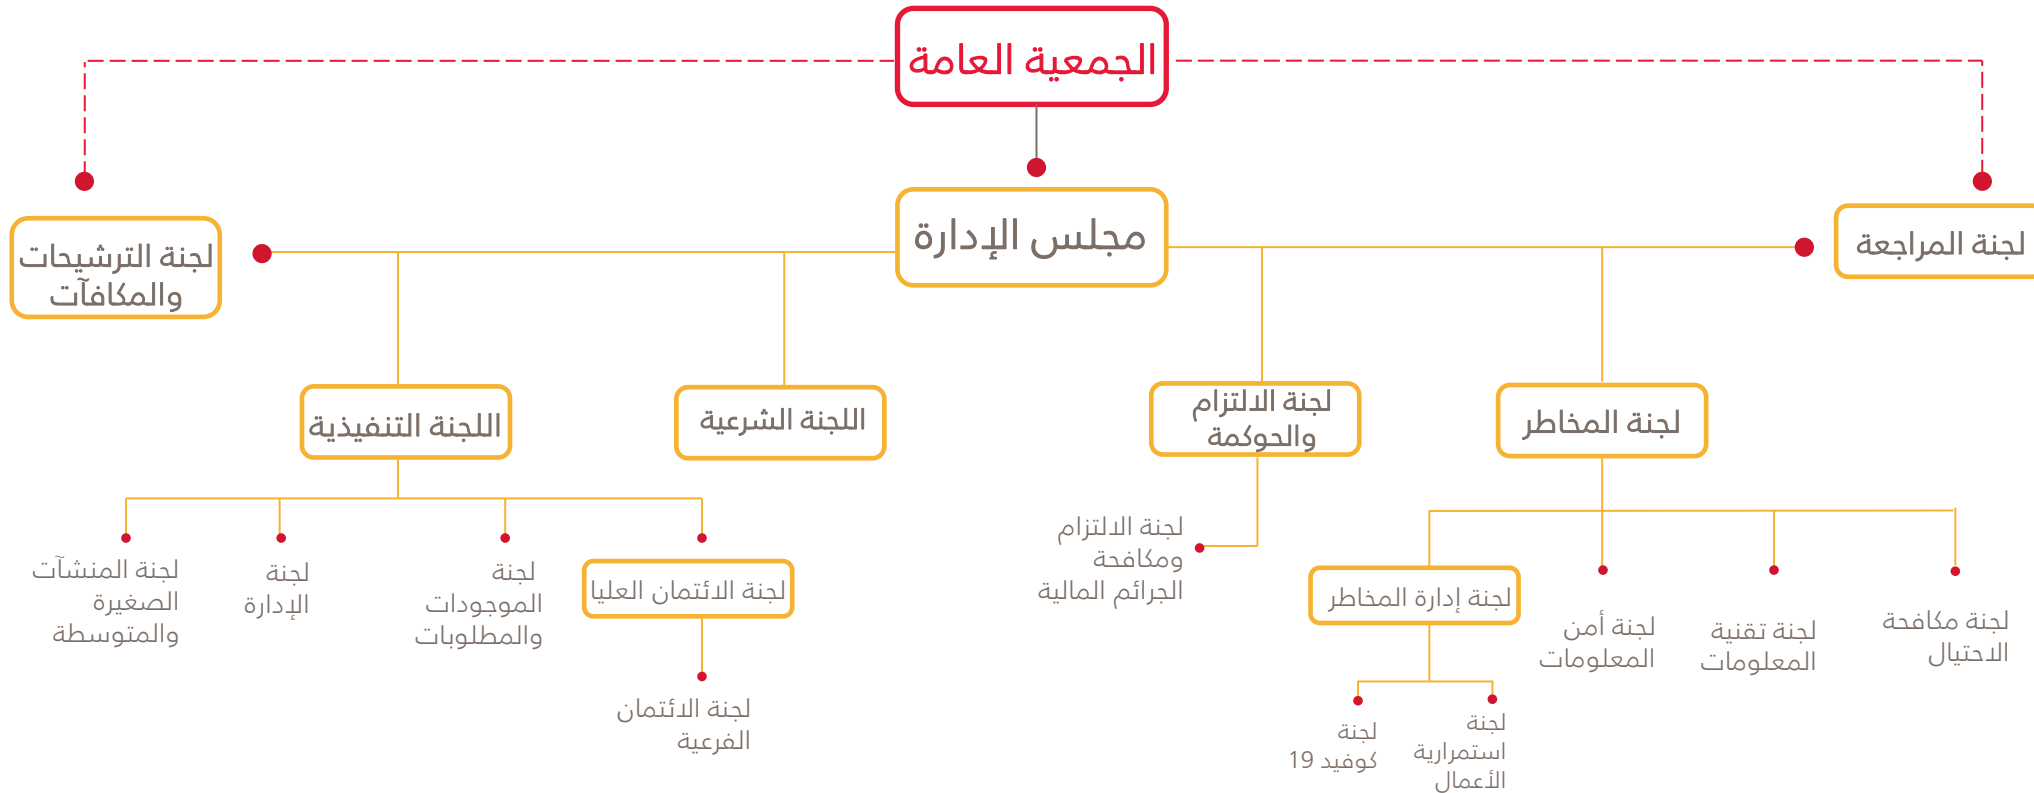 الجمعية العامة
مجلس الإدارة
لجنة المراجعة
لجنة الترشيحات
والمكافآت
لجنة المخاطر
لجنة الالتزام
والحوكمة
اللجنة الشرعية
اللجنة التنفيذية
لجنة مكافحة
الاحتيال
لجنة تقنية
المعلومات
لجنة أمن
المعلومات
لجنة إدارة المخاطر
لجنة
استمرارية
الأعمال
لجنة
كوفيد 19
لجنة الالتزام
ومكافحة
الجرائم المالية
لجنة الائتمان العليا
لجنة الائتمان
الفرعية
لجنة
الموجودات
والمطلوبات
لجنة
الإدارة
لجنة المنشآت
الصغيرة
والمتوسطة